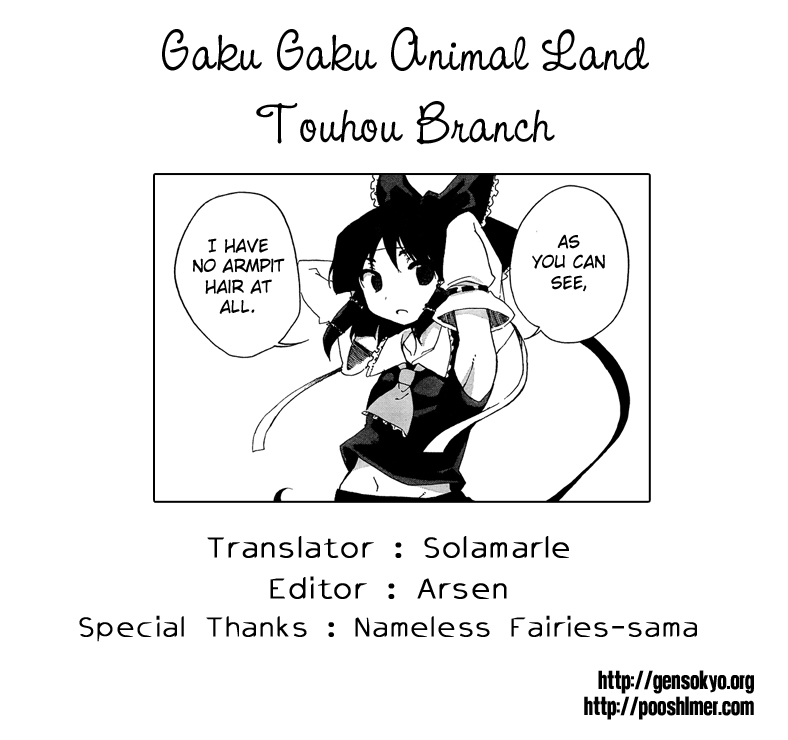 Gaku Gaku Animal Land
Touhou Branch
AS
YOU CAN
SEE,
I HAVE
NO ARMPIT
HAIR AT
ALL.
Translator : Solamarle
Editor : Arsen
Special Thanks : Nameless Fairies-sama
http://gensokyo.org
http://pooshlmer.com